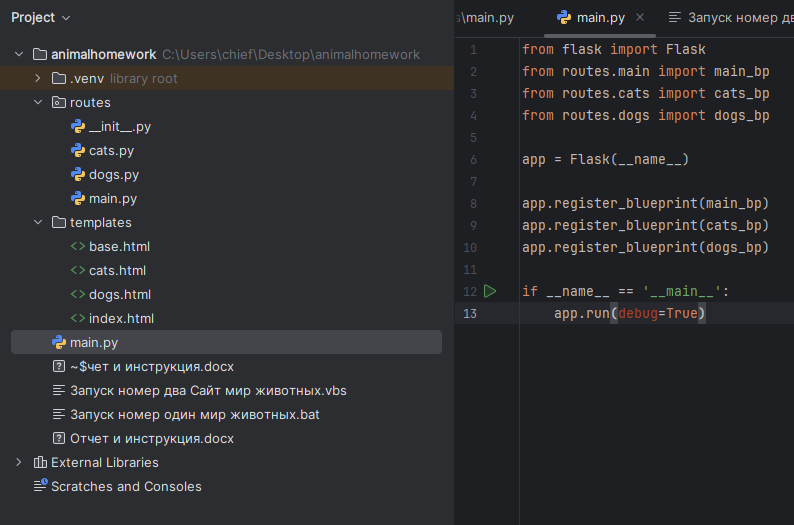 Project
animalhomework C:\Users\chief\Desktop\animalhomework
.venv library root
routes
__init__.py
cats.py
dogs.py
main.py
templates
base.html
cats.html
dogs.html
index.html
main.py
~$чет и инструкция.docx
Запуск номер два Сайт мир животных.vbs
Запуск номер один мир животных.bat
Отчет и инструкция.docx
External Libraries
Scratches and Consoles
s\main.py main.py Запуск номер дв
1 from flask import Flask
2 from routes.main import main_bp
3 from routes.cats import cats_bp
4 from routes.dogs import dogs_bp
5
6 app = Flask(__name__)
7
8 app.register_blueprint(main_bp)
9 app.register_blueprint(cats_bp)
10 app.register_blueprint(dogs_bp)
11
12 if __name__ == '__main__':
13 app.run(debug=True)